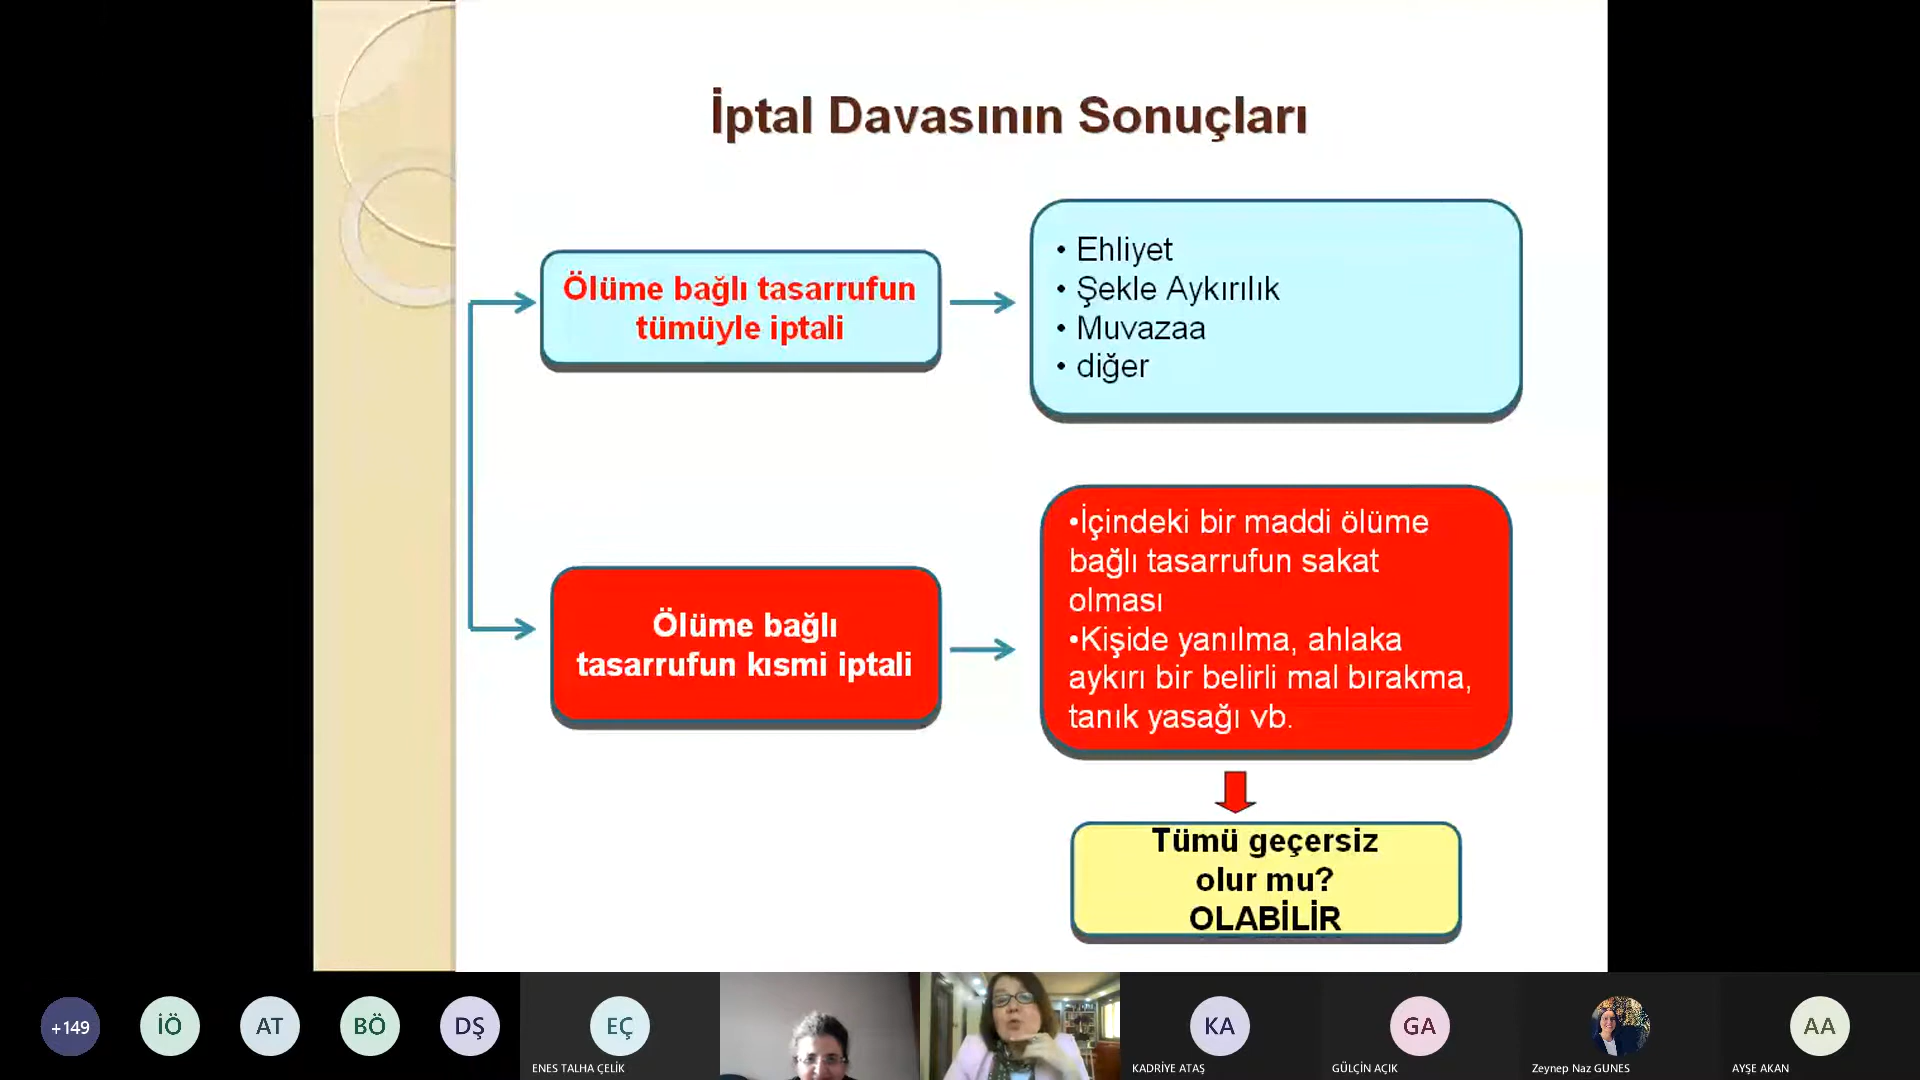 İptal Davasının Sonuçları
Ölüme bağlı tasarrufun
tümüyle iptali
• Ehliyet
• Şekle Aykırılık
• Muvazaa
• diğer
Ölüme bağlı
tasarrufun kısmi iptali
•İçindeki bir maddi ölüme
bağlı tasarrufun sakat
olması
•Kişide yanılma, ahlaka
aykırı bir belirli mal bırakma,
tanık yasağı vb.
Tümü geçersiz
olur mu?
OLABİLİR
+149
İÖ
AT
BÖ
DŞ
EÇ
ENES TALHA ÇELİK
KA
KADRİYE ATAŞ
GA
GÜLÇİN AÇIK
Zeynep Naz GUNES
AA
AYŞE AKAN